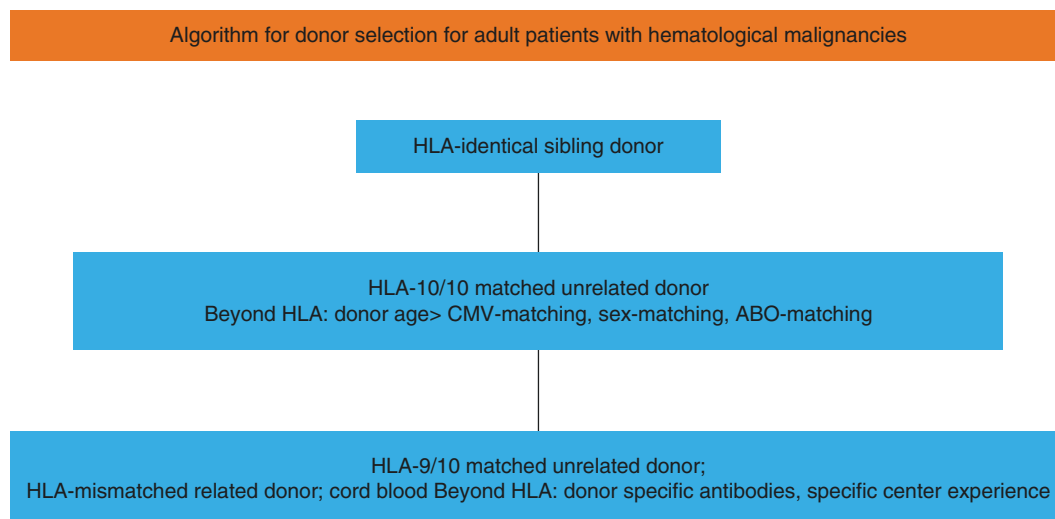 Algorithm for donor selection for adult patients with hematological malignancies
HLA-identical sibling donor
HLA-10/10 matched unrelated donor
Beyond HLA: donor age> CMV-matching, sex-matching, ABO-matching
HLA-9/10 matched unrelated donor;
HLA-mismatched related donor; cord blood Beyond HLA: donor specific antibodies, specific center experience